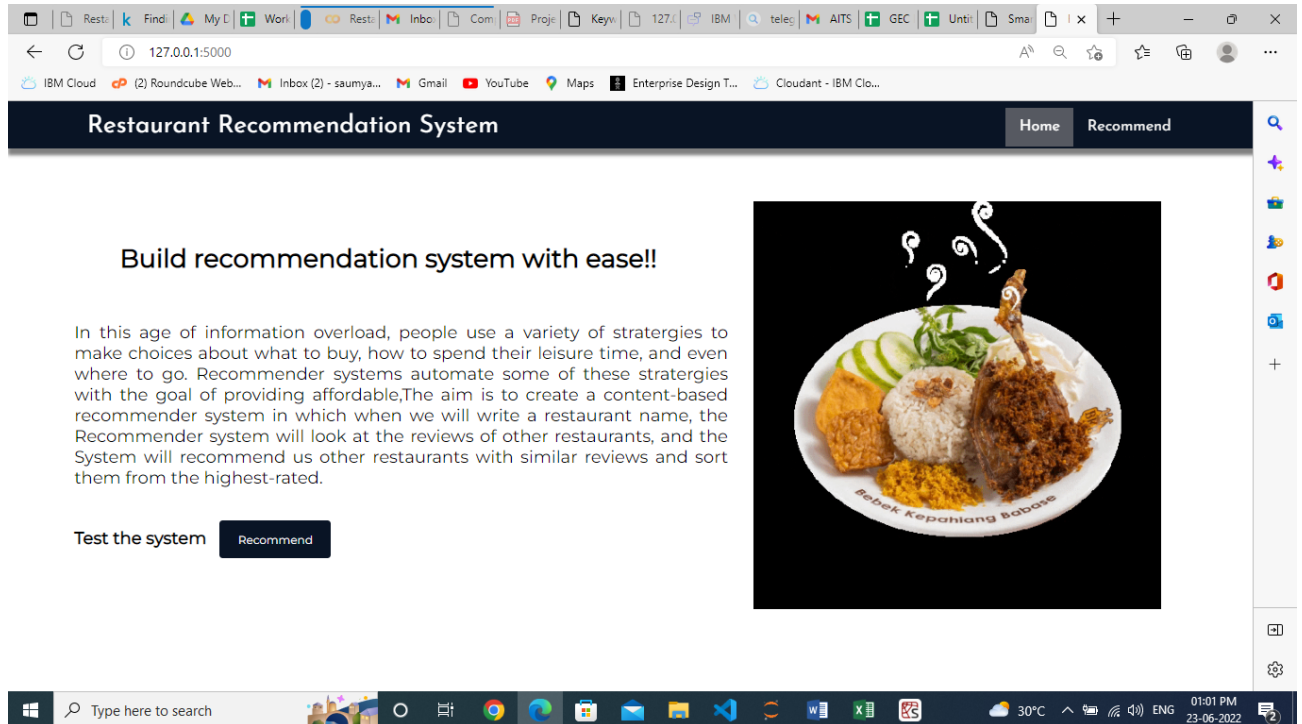 Resta
Find
My D
Work
Resta
Inbo
Com
Proje
Keyw
127.0
IBM
teleg
AITS
GEC
Untit
Smar
127.0.0.1:5000
IBM Cloud
(2) Roundcube Web...
Inbox (2) - saumya...
Gmail
YouTube
Maps
Enterprise Design T...
Cloudant - IBM Clo...
Restaurant Recommendation System
Home
Recommend
Build recommendation system with ease!!
In this age of information overload, people use a variety of stratergies to
make choices about what to buy, how to spend their leisure time, and even
where to go. Recommender systems automate some of these stratergies
with the goal of providing affordable,The aim is to create a content-based
recommender system in which when we will write a restaurant name, the
Recommender system will look at the reviews of other restaurants, and the
System will recommend us other restaurants with similar reviews and sort
them from the highest-rated.
Test the system
Recommend
Bebek Kepahiang Babase
Type here to search
30°C
ENG
01:01 PM
23-06-2022
2